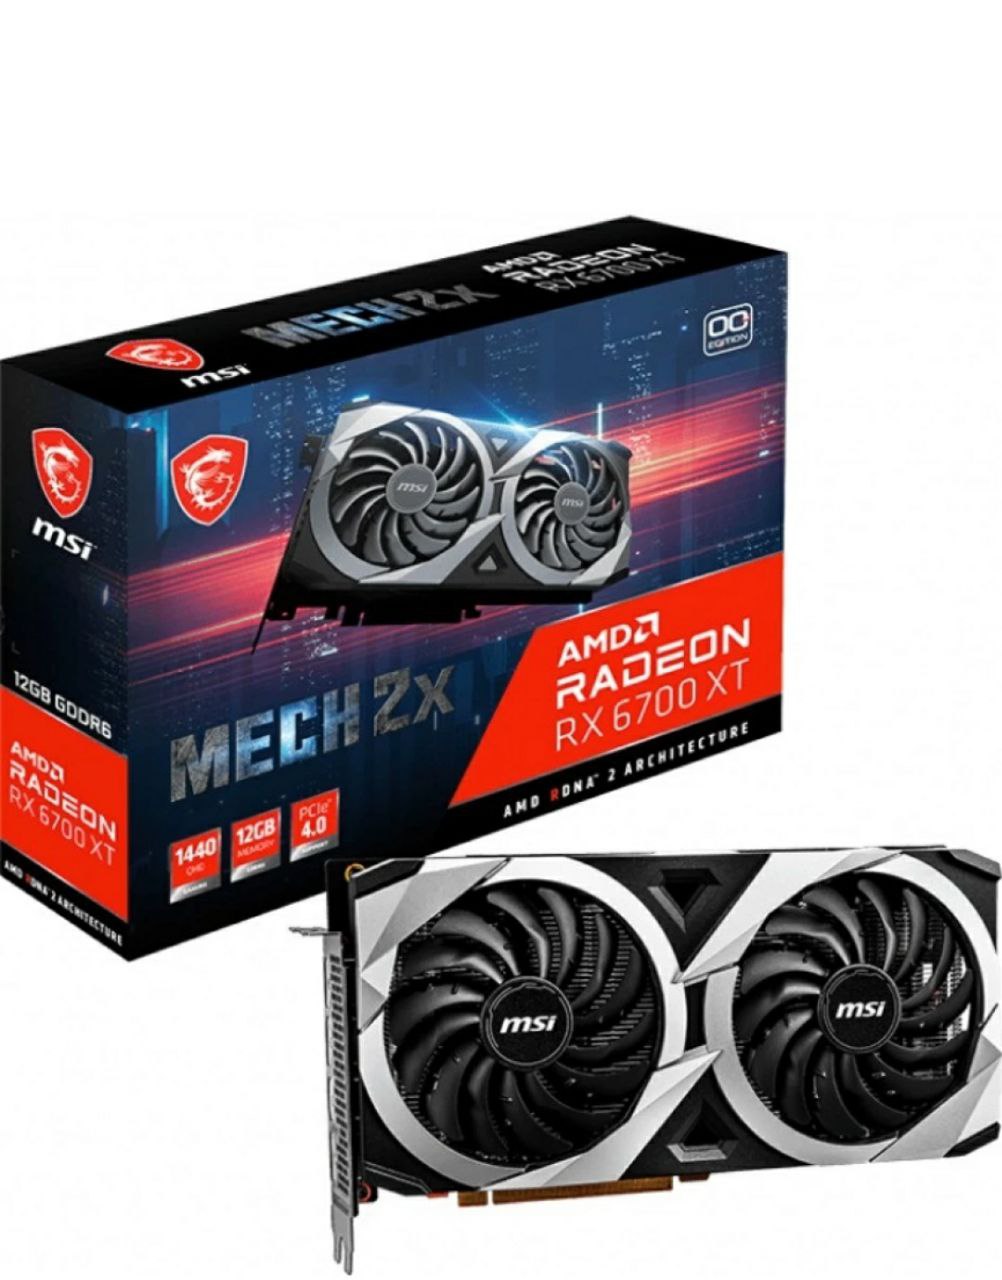 AMD
RADEON
RX 6700 XT
MECH 2X
msi
OC
EDITION
msi
msi
msi
12GB GDDR6
AMD
RADEON
RX 6700 XT
AMD RDNA 2 ARCHITECTURE
MECH 2X
1440
12GB
MEMORY
PCIe
4.0
SUPPORT
AMD
RADEON
RX 6700 XT
AMD RDNA™ 2 ARCHITECTURE
msi
msi